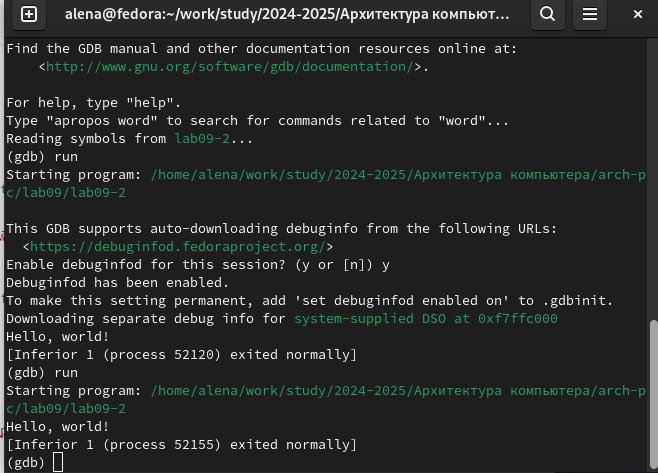 alena@fedora:~/work/study/2024-2025/Архитектура компьют...
Find the GDB manual and other documentation resources online at:
    <http://www.gnu.org/software/gdb/documentation/>.
For help, type "help".
Type "apropos word" to search for commands related to "word"...
Reading symbols from lab09-2...
(gdb) run
Starting program: /home/alena/work/study/2024-2025/Архитектура компьютера/arch-p
c/lab09/lab09-2
This GDB supports auto-downloading debuginfo from the following URLs:
  <https://debuginfod.fedoraproject.org/>
Enable debuginfod for this session? (y or [n]) y
Debuginfod has been enabled.
To make this setting permanent, add 'set debuginfod enabled on' to .gdbinit.
Downloading separate debug info for system-supplied DSO at 0xf7ffc000
Hello, world!
[Inferior 1 (process 52120) exited normally]
(gdb) run
Starting program: /home/alena/work/study/2024-2025/Архитектура компьютера/arch-p
c/lab09/lab09-2
Hello, world!
[Inferior 1 (process 52155) exited normally]
(gdb)